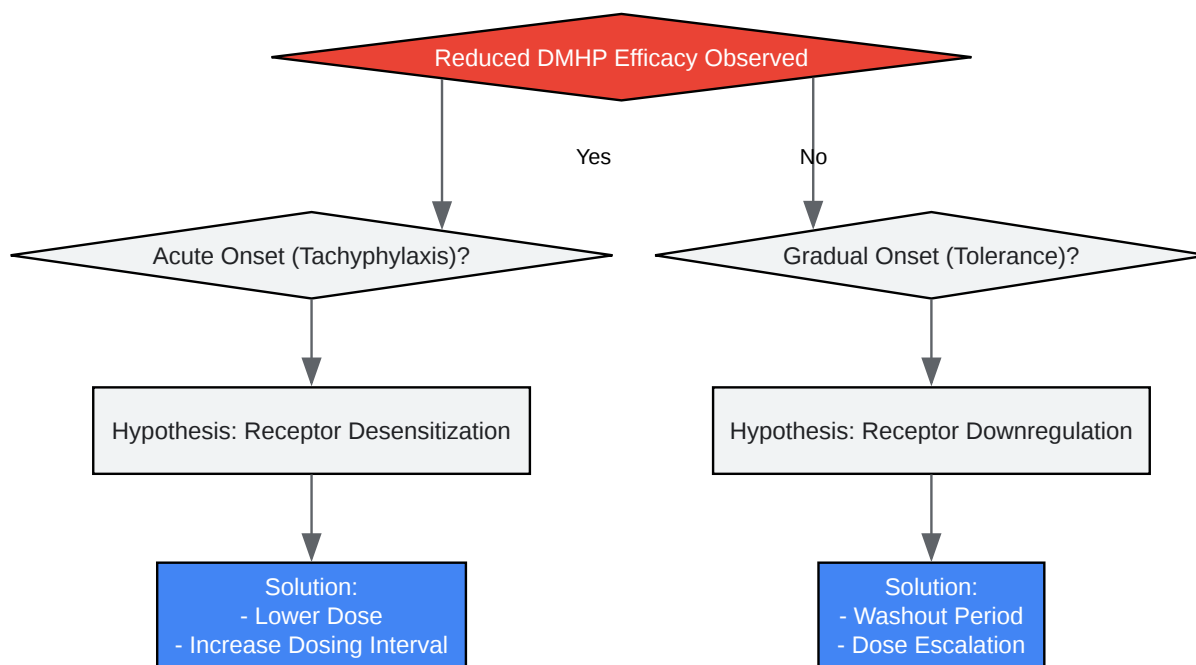 Reduced DMHP Efficacy Observed
Yes
No
Acute Onset (Tachyphylaxis)?
Gradual Onset (Tolerance)?
Hypothesis: Receptor Desensitization
Hypothesis: Receptor Downregulation
Solution:
- Lower Dose
- Increase Dosing Interval
Solution:
- Washout Period
- Dose Escalation